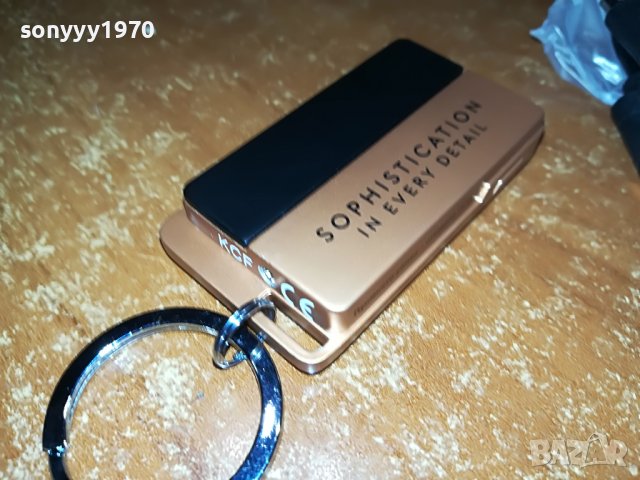 sonyyy1970
SOPHISTICATION
IN EVERY DETAIL
KCF CE
BAZAR